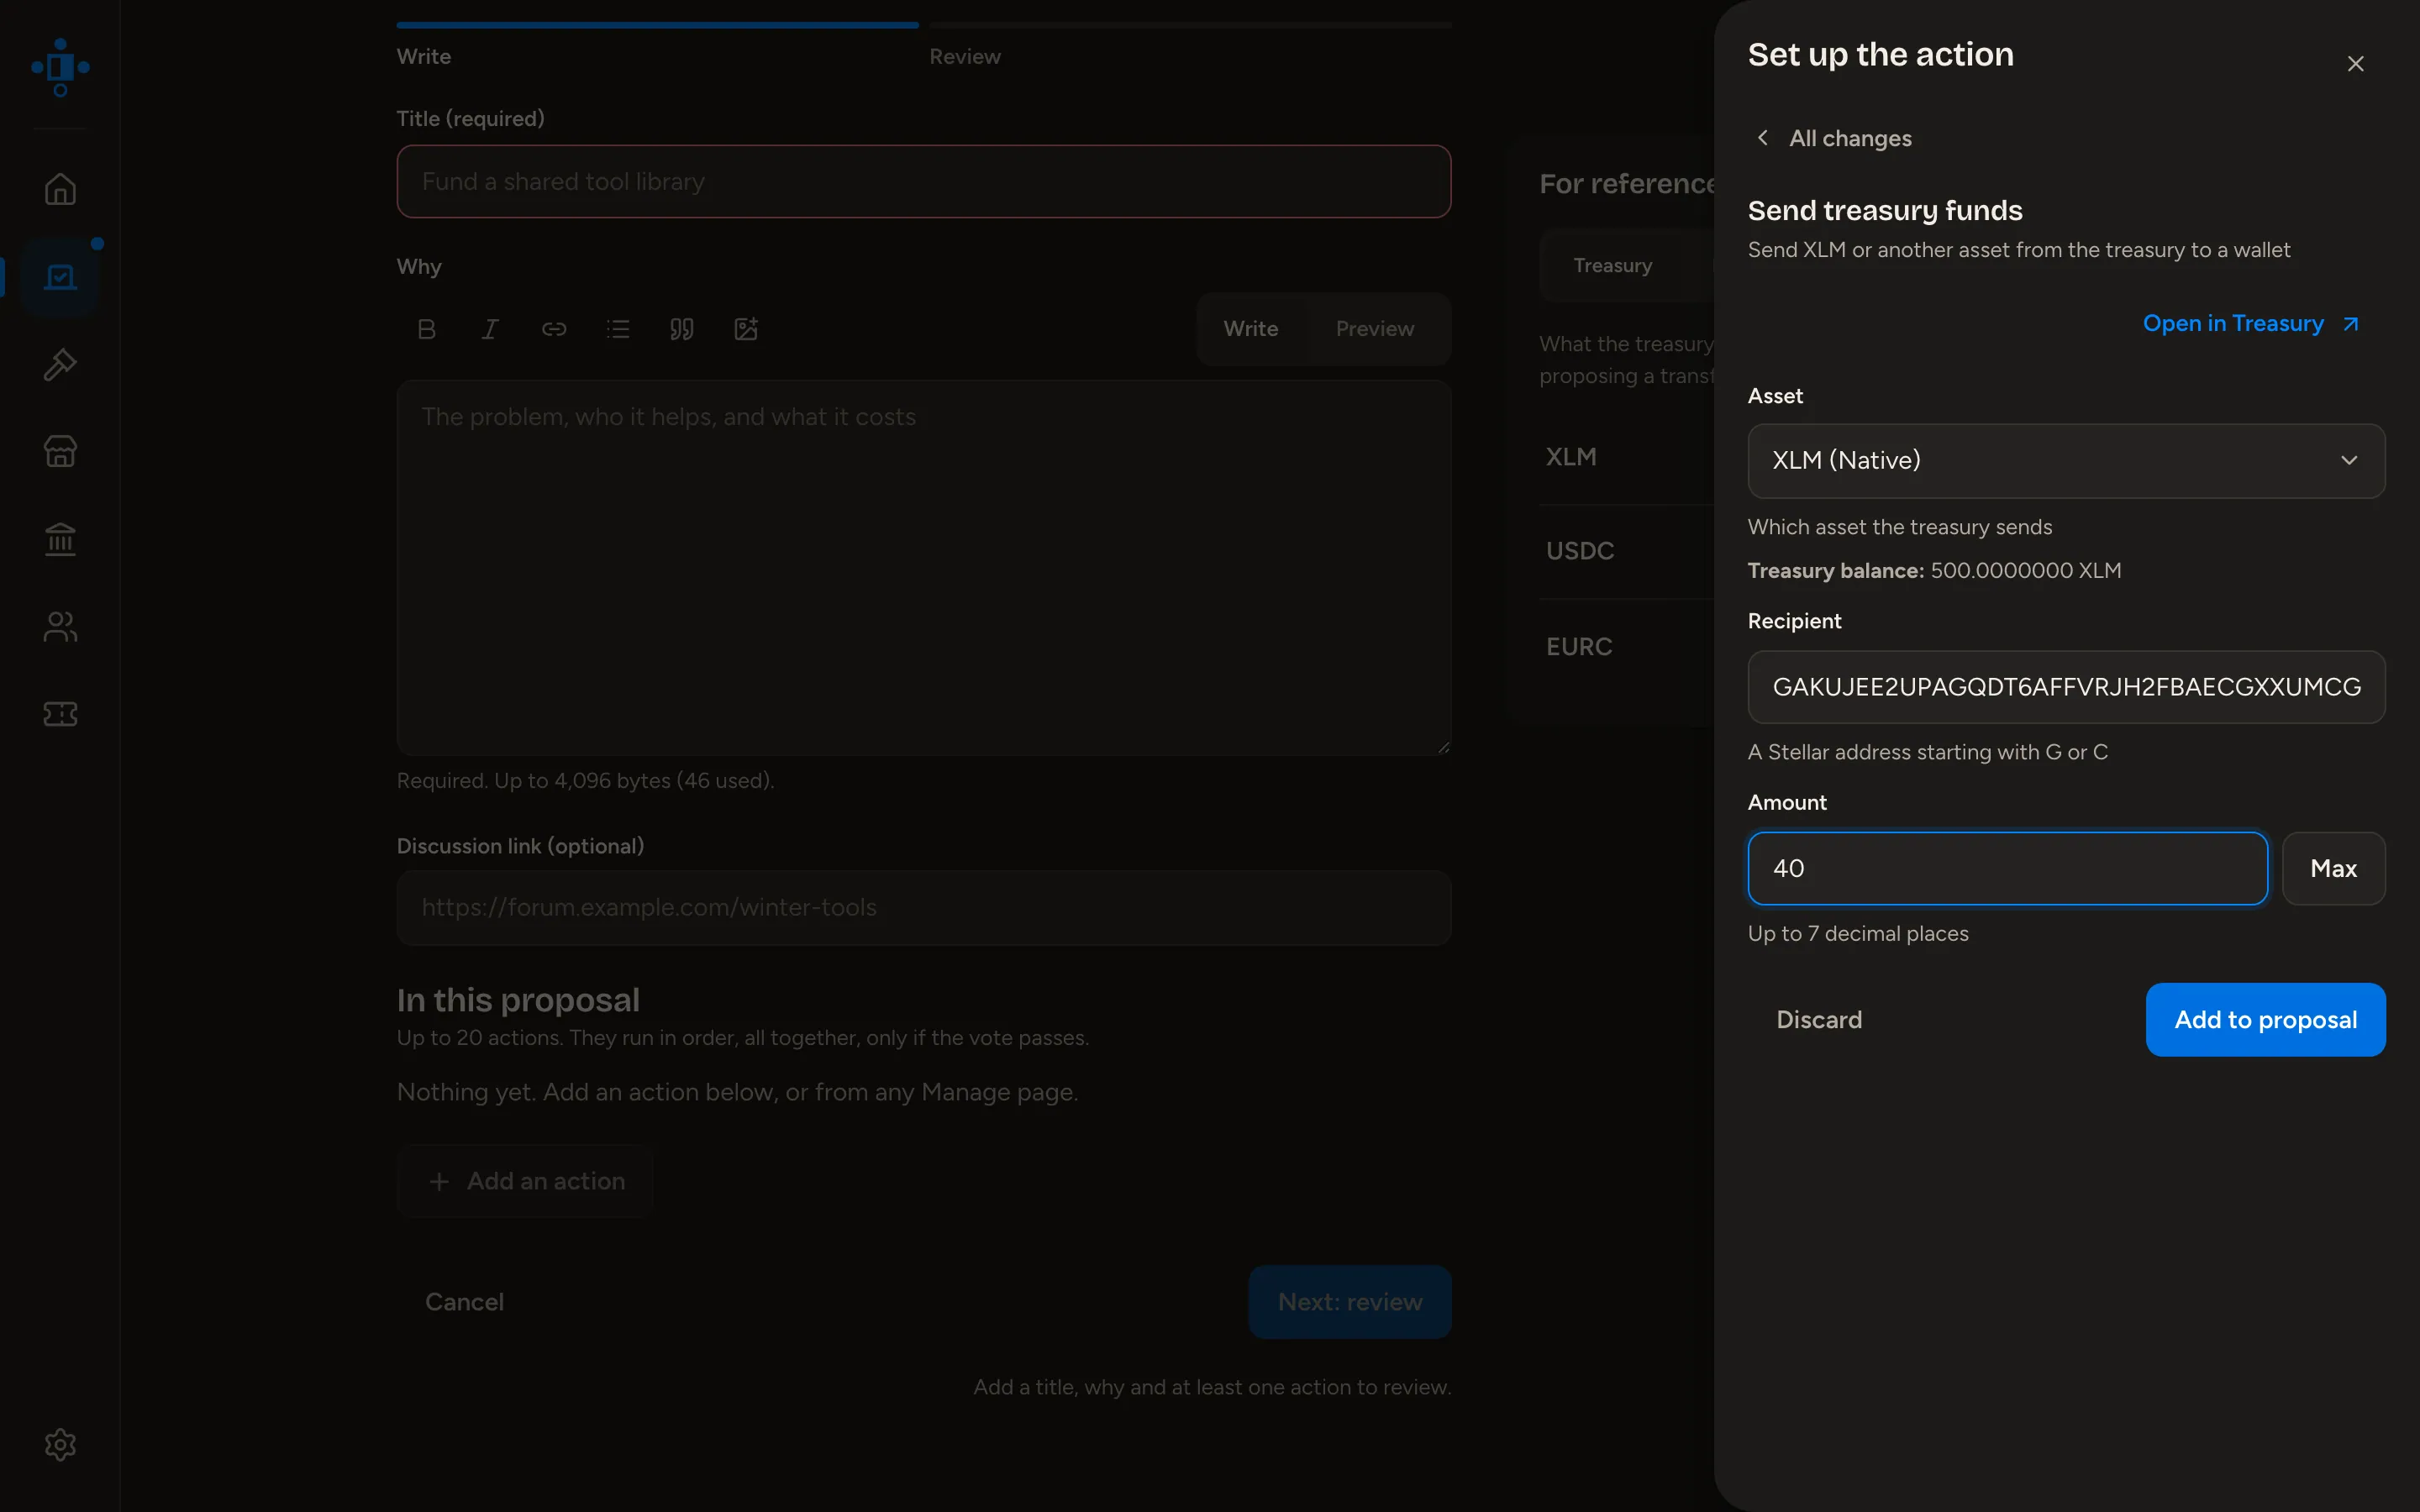 Write
Review
Title (required)
Fund a shared tool library
Why
Write
Preview
The problem, who it helps, and what it costs
Required. Up to 4,096 bytes (46 used).
Discussion link (optional)
https://forum.example.com/winter-tools
In this proposal
Up to 20 actions. They run in order, all together, only if the vote passes.
Nothing yet. Add an action below, or from any Manage page.
Add an action
Cancel
Next: review
Add a title, why and at least one action to review.
For reference
Treasury
What the treasury
proposing a transf
XLM
USDC
EURC
Set up the action
All changes
Send treasury funds
Send XLM or another asset from the treasury to a wallet
Open in Treasury
Asset
XLM (Native)
Which asset the treasury sends
Treasury balance: 500.0000000 XLM
Recipient
GAKUJEE2UPAGQDT6AFFVRJH2FBAECGXXUMCG
A Stellar address starting with G or C
Amount
40
Max
Up to 7 decimal places
Discard
Add to proposal